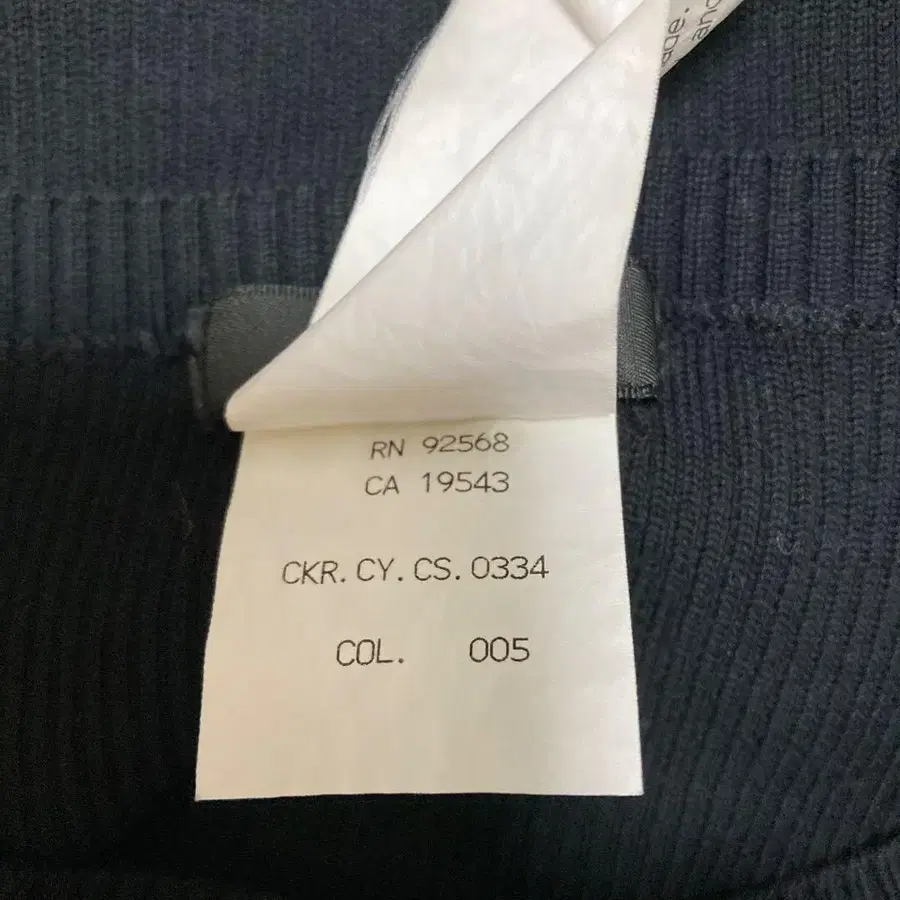 RN 92568
CA 19543
CKR. CY. CS. 0334
COL. 005